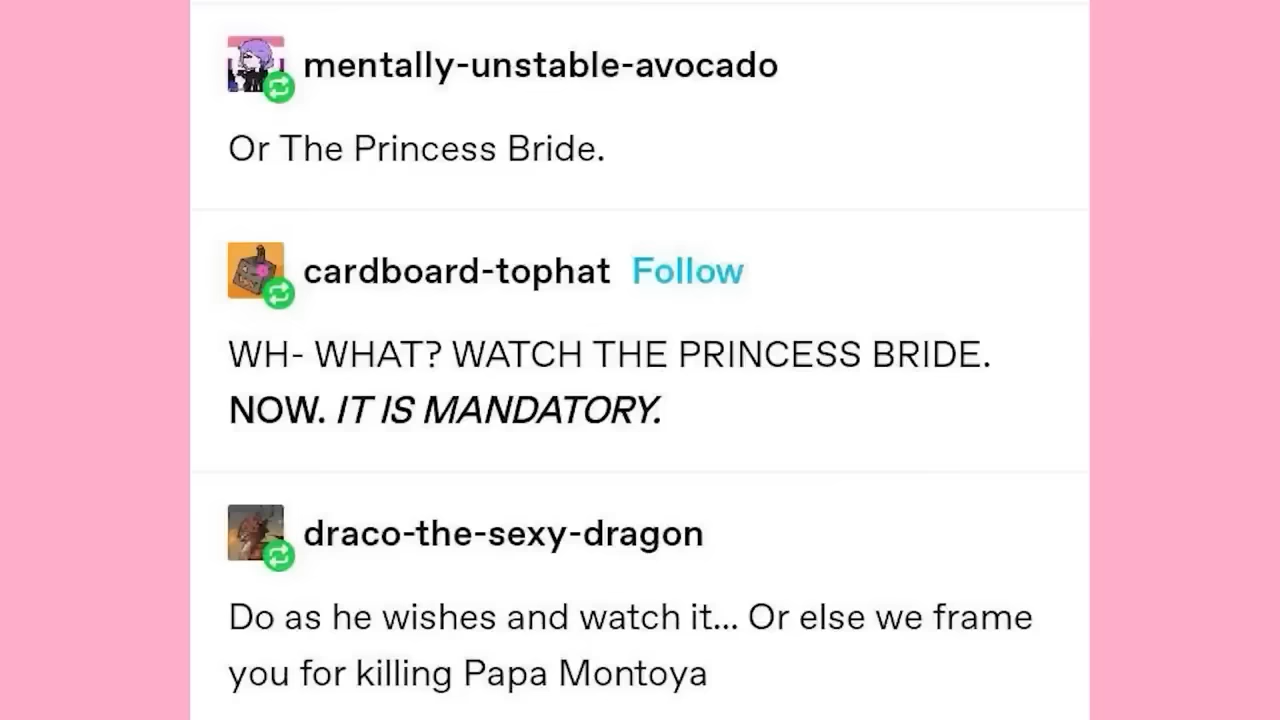 mentally-unstable-avocado
Or The Princess Bride.
cardboard-tophat Follow
WH- WHAT? WATCH THE PRINCESS BRIDE.
NOW. IT IS MANDATORY.
draco-the-sexy-dragon
Do as he wishes and watch it... Or else we frame
you for killing Papa Montoya